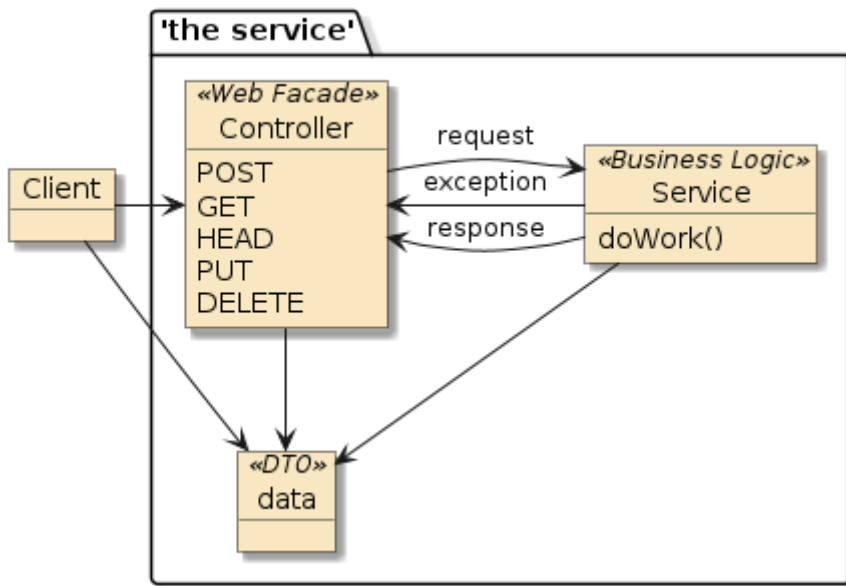 'the service'
Client
«Web Facade»
Controller
POST
GET
HEAD
PUT
DELETE
request
exception
response
«Business Logic»
Service
doWork()
«DTO»
data